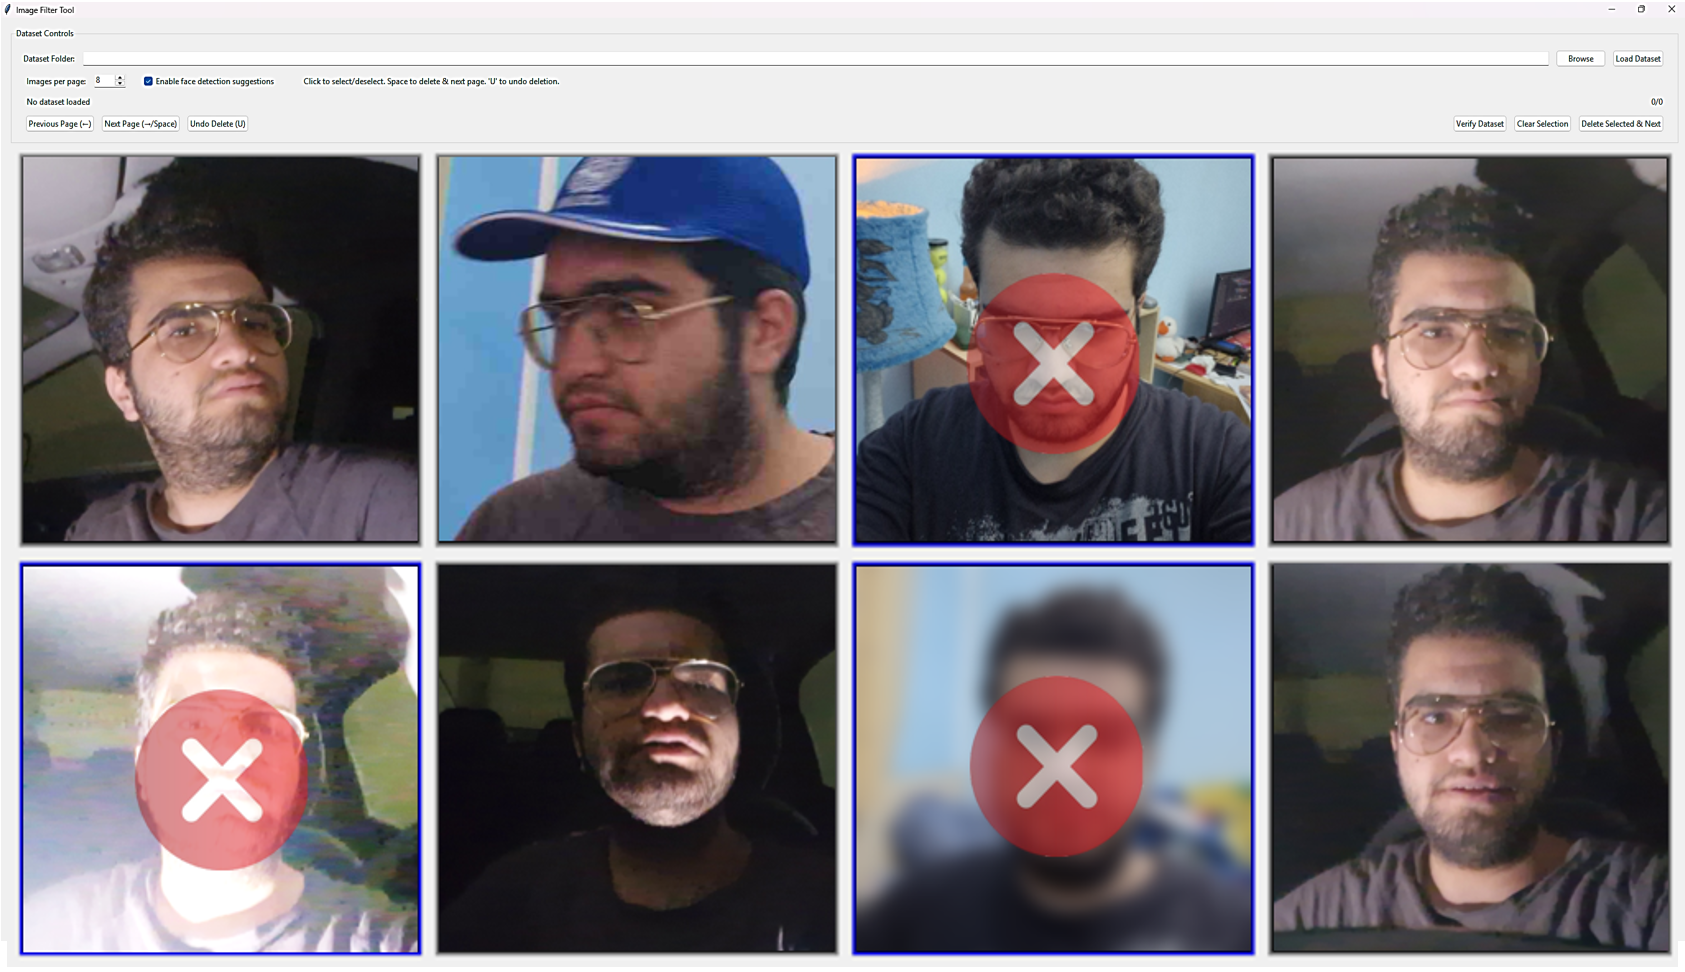 Image Filter Tool
Dataset Controls
Dataset Folder: Browse Load Dataset
Images per page: 8 Enable face detection suggestions Click to select/deselect. Space to delete & next page. 'U' to undo deletion.
No dataset loaded 0/0
Previous Page (←) Next Page (→/Space) Undo Delete (U) Verify Dataset Clear Selection Delete Selected & Next